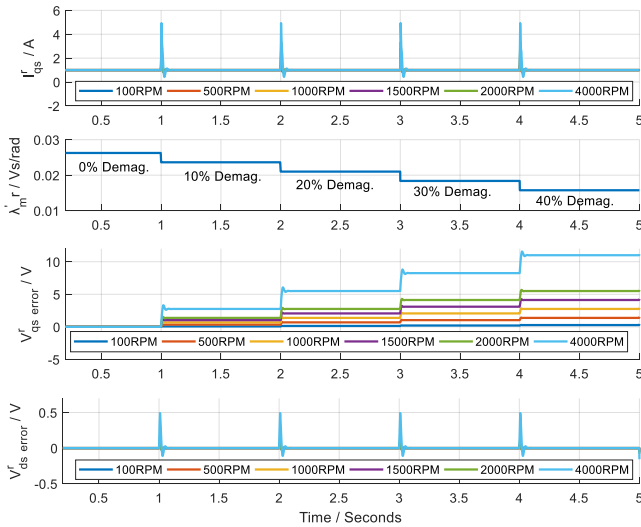 I^r_qs / A
6
4
2
0
-2
100RPM 500RPM 1000RPM 1500RPM 2000RPM 4000RPM
0.5 1 1.5 2 2.5 3 3.5 4 4.5 5
λ'_m r / Vs/rad
0.03
0.02
0.01
0% Demag.
10% Demag.
20% Demag.
30% Demag.
40% Demag.
0.5 1 1.5 2 2.5 3 3.5 4 4.5 5
V^r_qs error / V
10
5
0
-5
100RPM 500RPM 1000RPM 1500RPM 2000RPM 4000RPM
0.5 1 1.5 2 2.5 3 3.5 4 4.5 5
V^r_ds error / V
0.5
0
-0.5
100RPM 500RPM 1000RPM 1500RPM 2000RPM 4000RPM
0.5 1 1.5 2 2.5 3 3.5 4 4.5 5
Time / Seconds